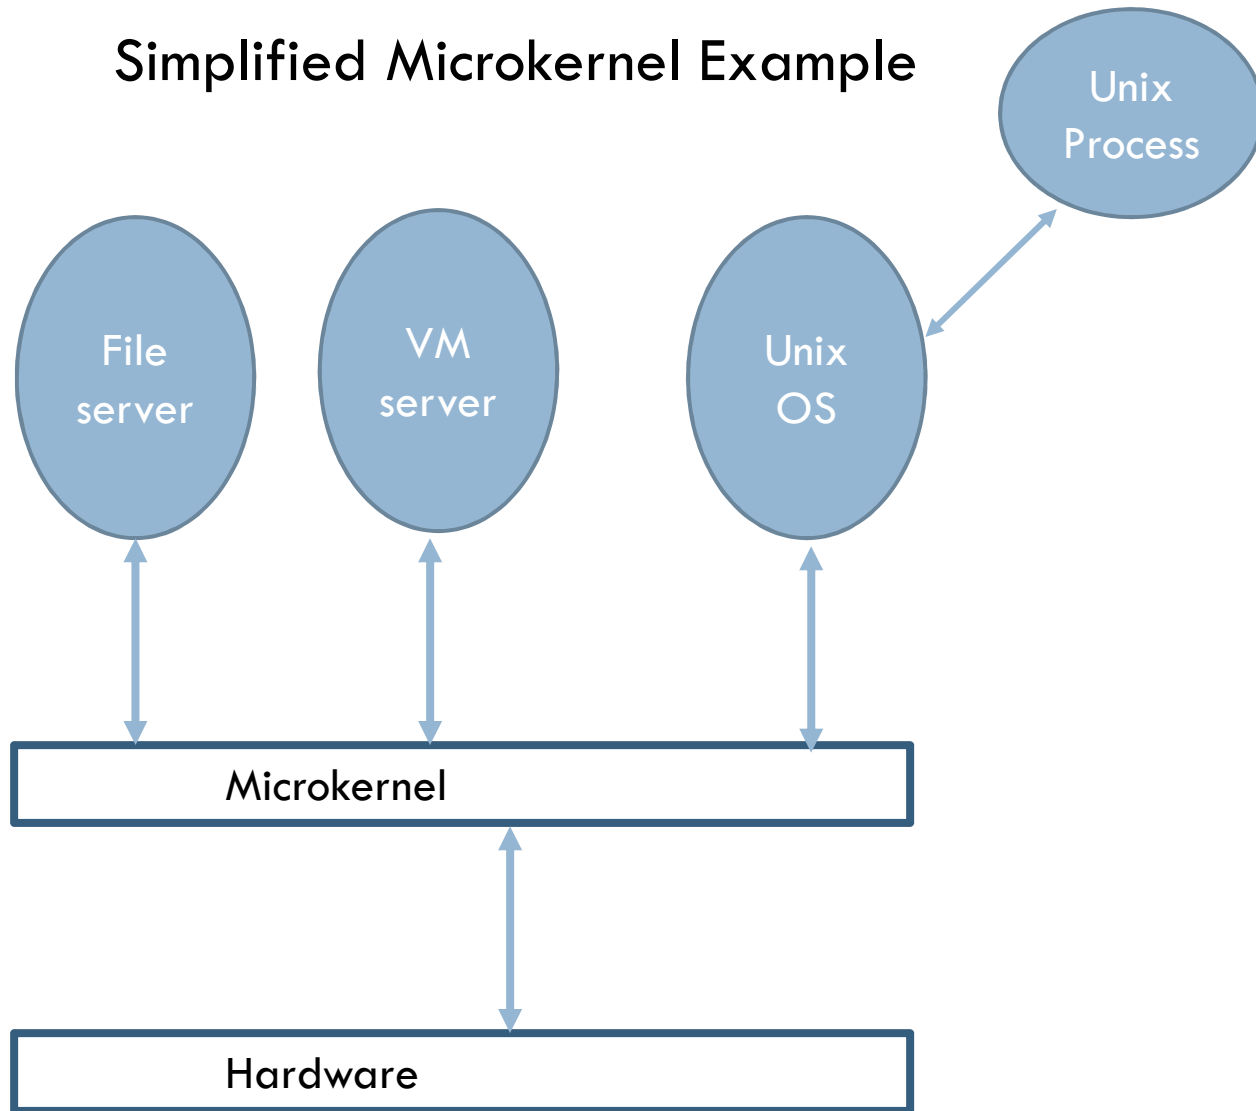 Simplified Microkernel Example
Unix
Process
File
server
VM
server
Unix
OS
Microkernel
Hardware